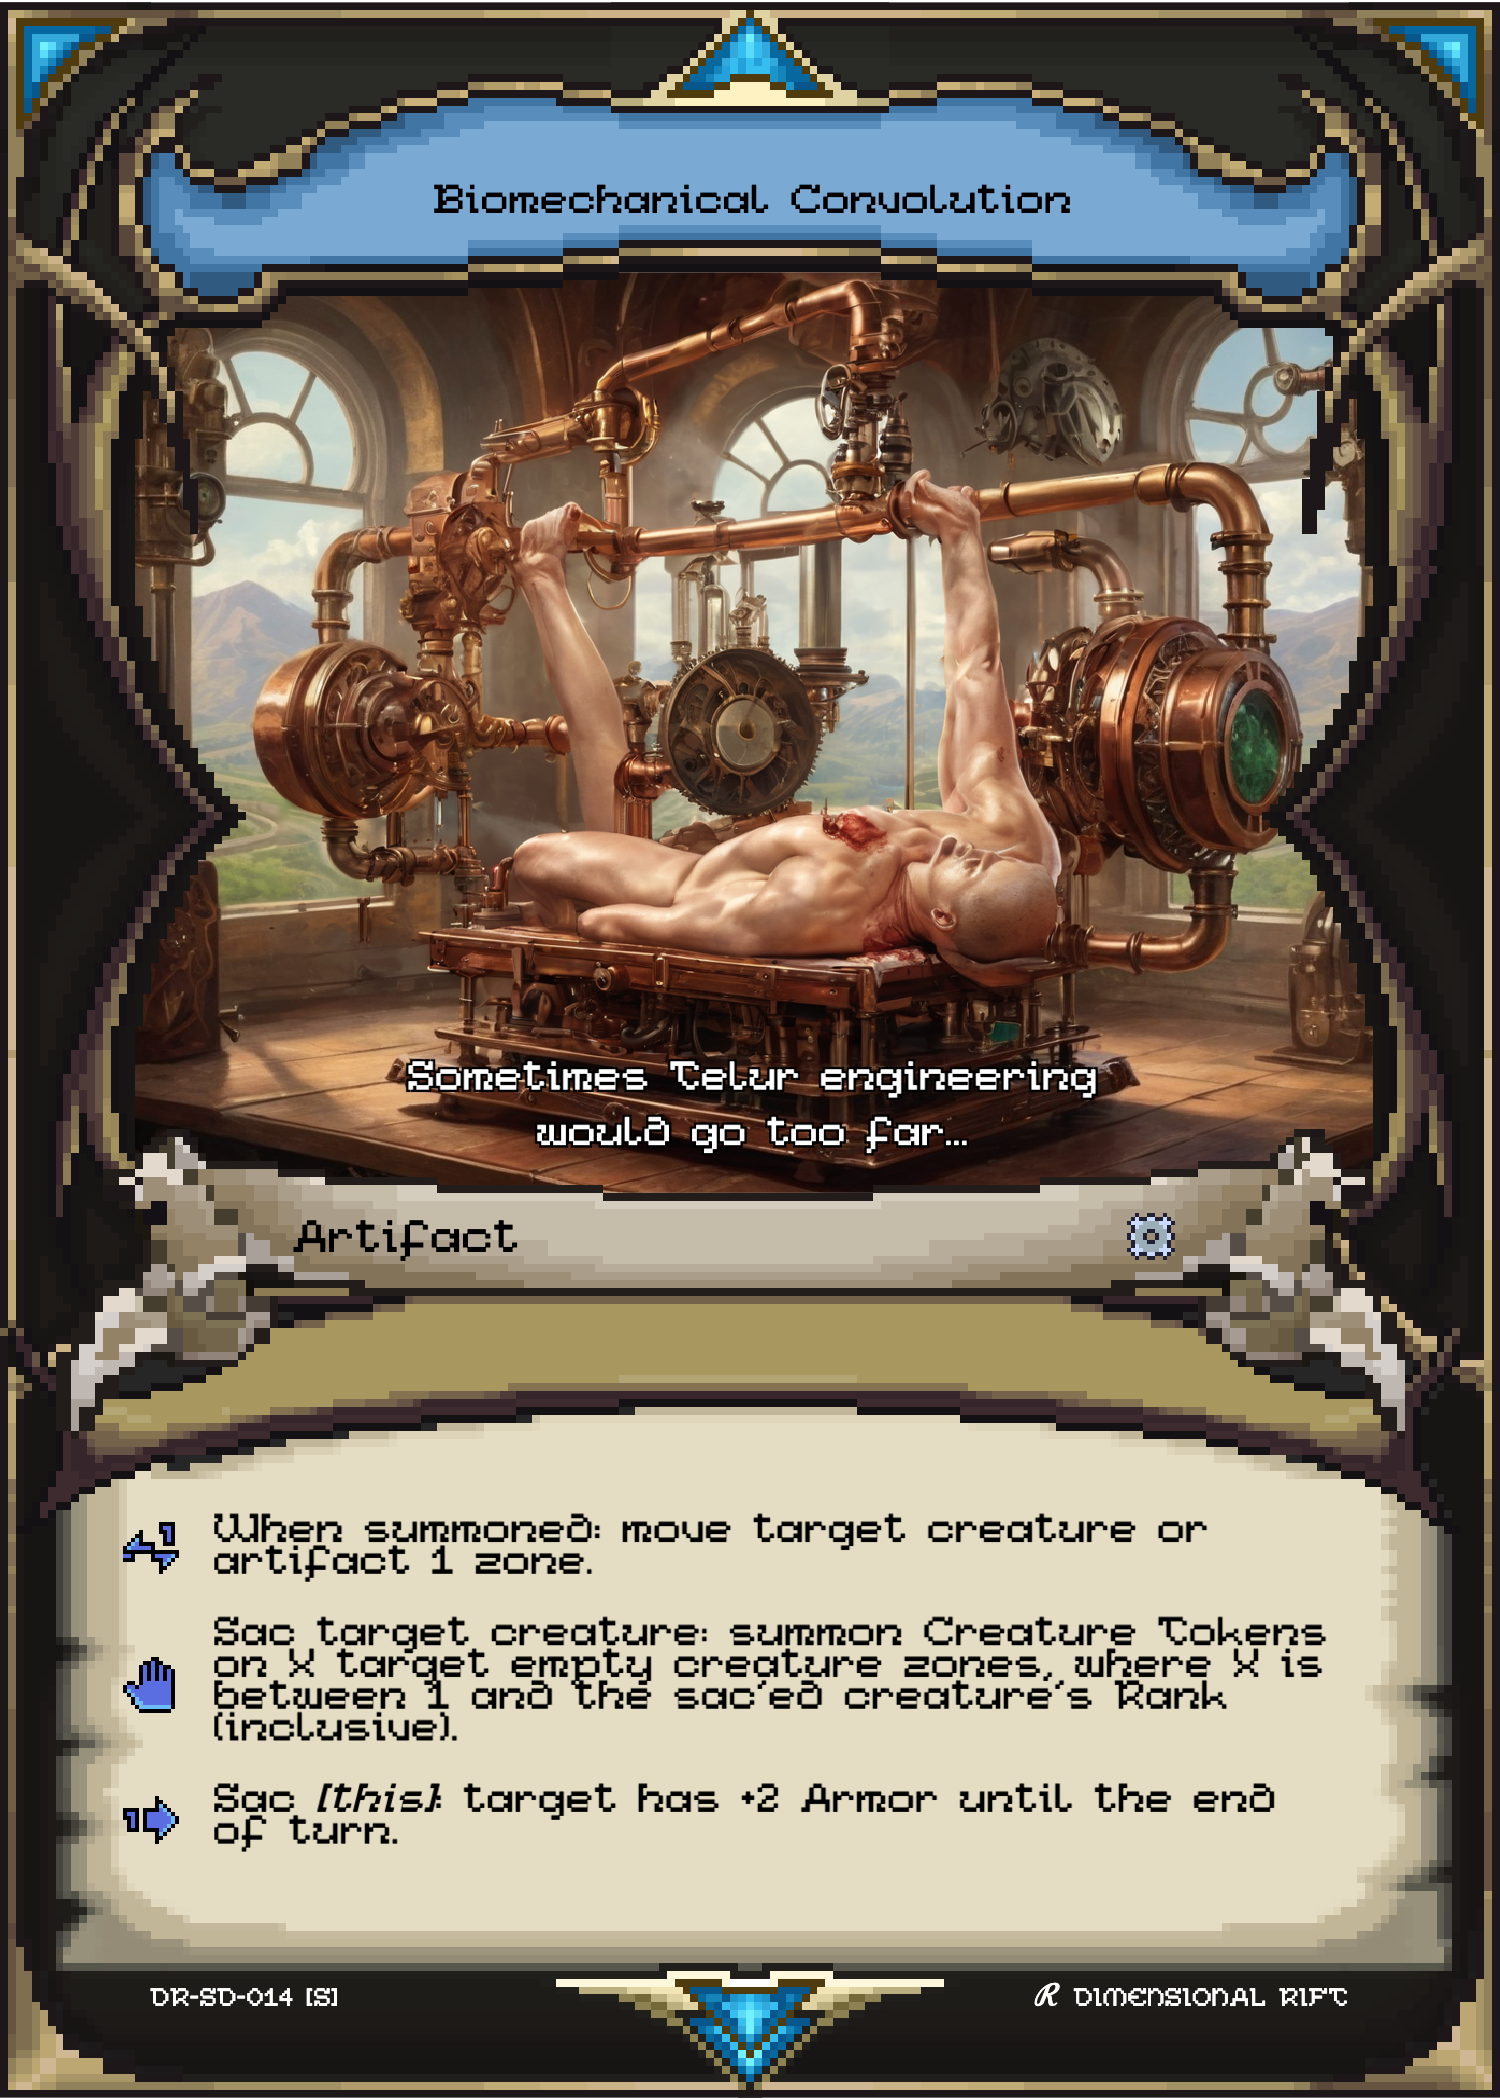 Biomechanical Convolution
Sometimes Telur engineering
would go too far...
Artifact
1
When summoned: move target creature or
artifact 1 zone.
Sac target creature: summon Creature Tokens
on X target empty creature zones, where X is
between 1 and the sac'ed creature's Rank
(inclusive).
1
Sac [this]: target has +2 Armor until the end
of turn.
DR-SD-014 [S]
R DIMENSIONAL RIFT